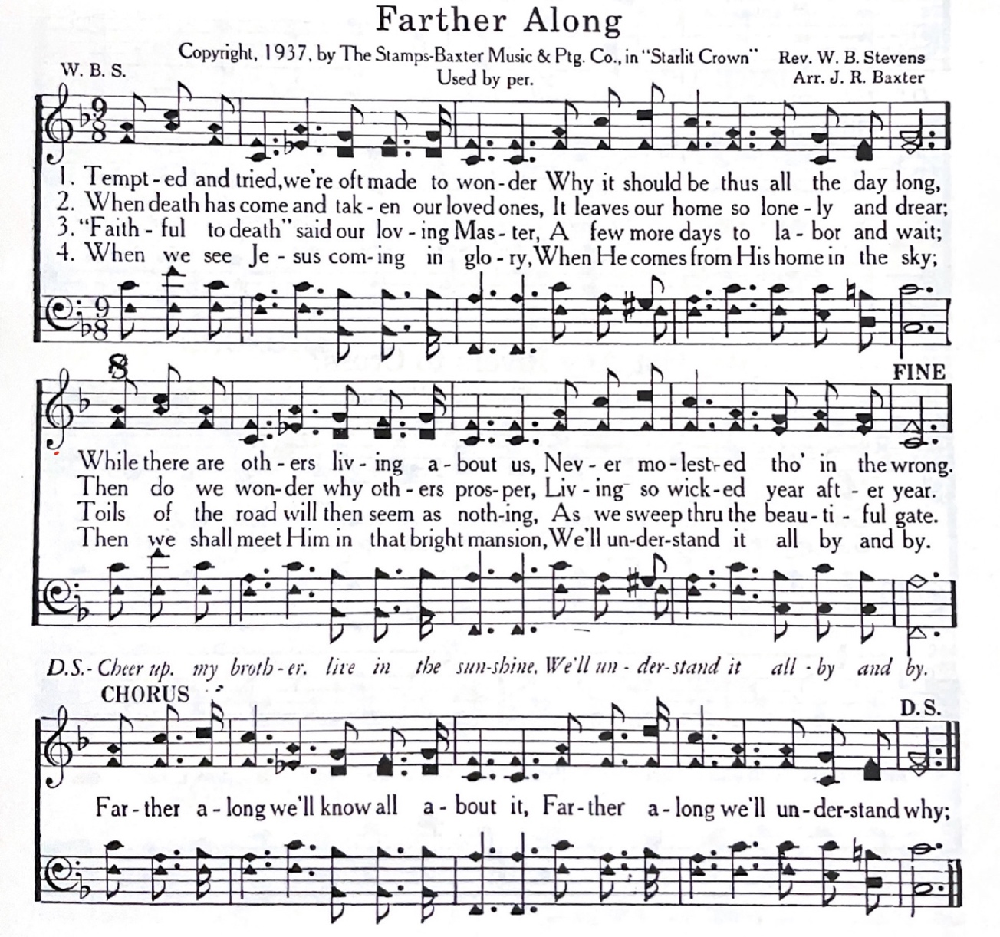 Farther Along
Copyright, 1937, by The Stamps-Baxter Music & Ptg. Co., in "Starlit Crown" Rev. W. B. Stevens
W. B. S. Used by per. Arr. J. R. Baxter
9 8
1. Tempt - ed and tried, we're oft made to won - der Why it should be thus all the day long,
2. When death has come and tak - en our loved ones, It leaves our home so lone - ly and drear;
3. "Faith - ful to death" said our lov - ing Mas - ter, A few more days to la - bor and wait;
4. When we see Je - sus com - ing in glo - ry, When He comes from His home in the sky;
9 8
FINE
While there are oth - ers liv - ing a - bout us, Nev - er mo - lest - ed tho' in the wrong.
Then do we won - der why oth - ers pros - per, Liv - ing so wick - ed year aft - er year.
Toils of the road will then seem as noth - ing, As we sweep thru the beau - ti - ful gate.
Then we shall meet Him in that bright mansion, We'll un - der - stand it all by and by.
D.S.- Cheer up, my broth - er, live in the sun - shine, We'll un - der - stand it all - by and by.
CHORUS D. S.
Far - ther a - long we'll know all a - bout it, Far - ther a - long we'll un - der - stand why;